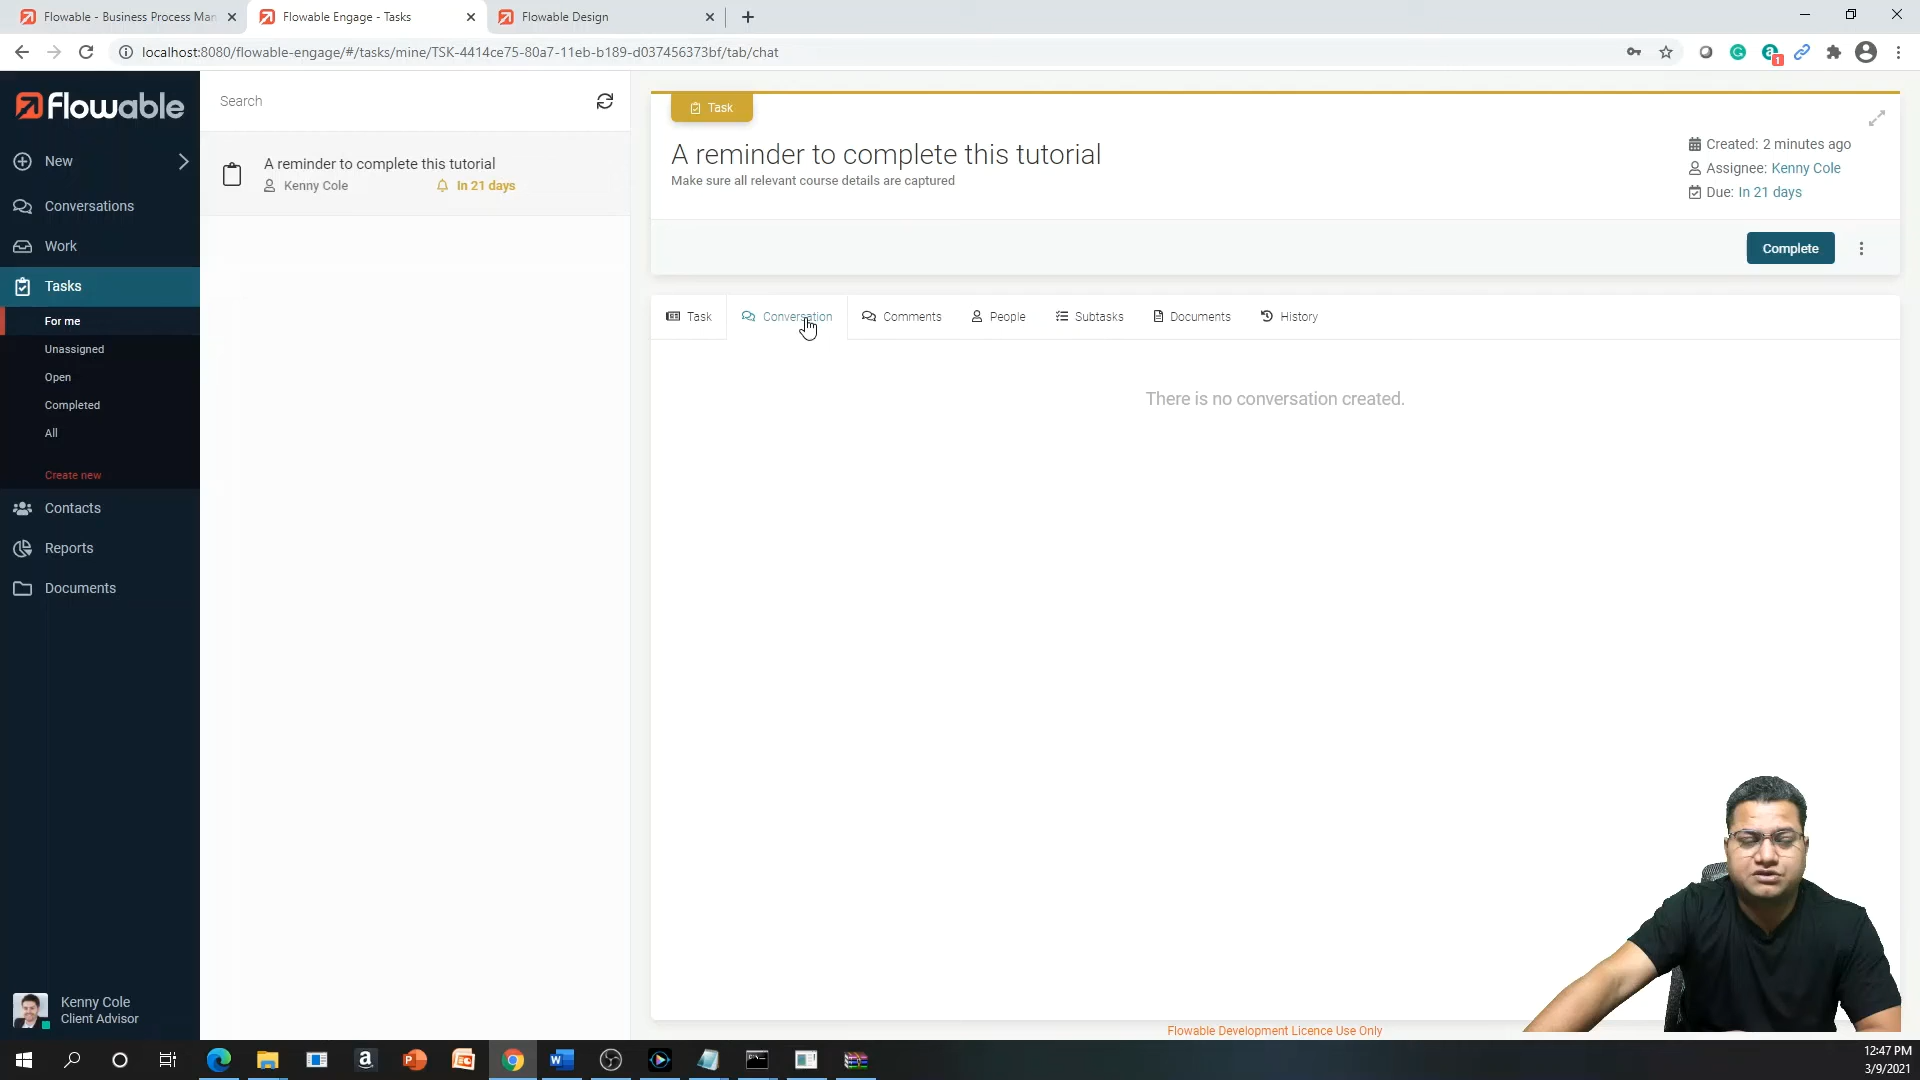 Flowable - Business Process Man
Flowable Engage - Tasks
Flowable Design
localhost:8080/flowable-engage/#/tasks/mine/TSK-4414ce75-80a7-11eb-b189-d037456373bf/tab/chat
1
Flowable
New
Conversations
Work
Tasks
For me
Unassigned
Open
Completed
All
Create new
Contacts
Reports
Documents
Kenny Cole
Client Advisor
Search
A reminder to complete this tutorial
Kenny Cole
In 21 days
Task
A reminder to complete this tutorial
Make sure all relevant course details are captured
Created: 2 minutes ago
Assignee: Kenny Cole
Due: In 21 days
Complete
Task
Conversation
Comments
People
Subtasks
Documents
History
There is no conversation created.
Flowable Development Licence Use Only
12:47 PM
3/9/2021